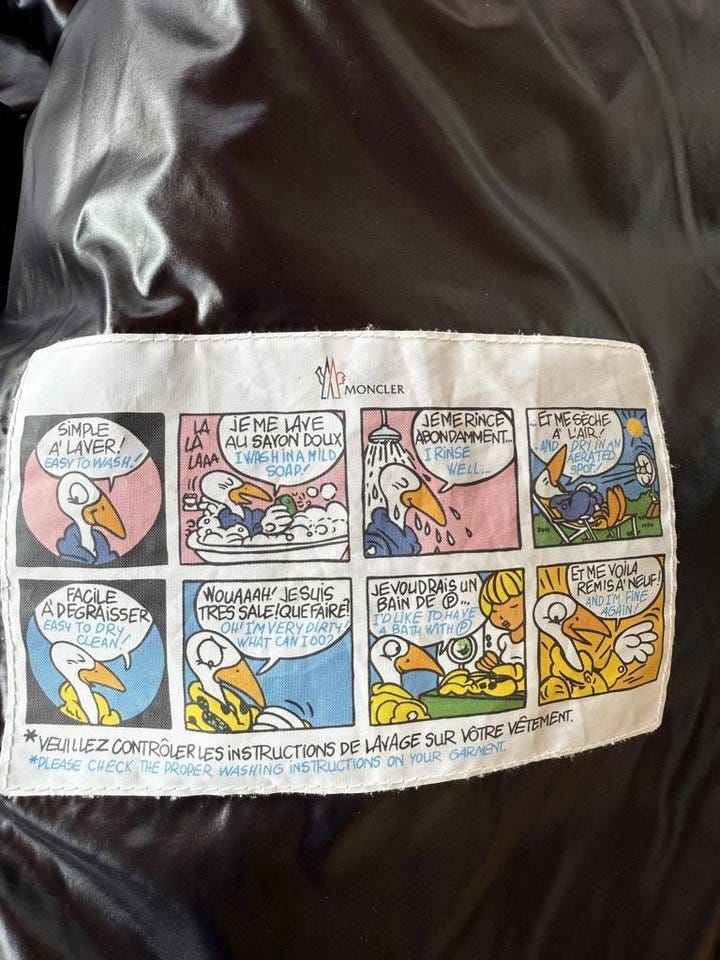 MONCLER
SIMPLE
A' LAVER!
EASY TO WASH!
LA
LÀ
LAAA
JE ME LAVE
AU SAVON DOUX
I WASH IN A MILD
SOAP!
JE ME RINCE
ABONDAMMENT...
I RINSE
WELL...
...ET ME SÈCHE
A' L'AIR!
...AND I DRY IN AN
AERATED
SPOT!
FACILE
A' DEGRAISSER
EASY TO DRY
CLEAN!
WOUAAAH! JE SUIS
TRES SALE! QUE FAIRE!
OH! I'M VERY DIRTY!
WHAT CAN I DO?
JE VOUDRAIS UN
BAIN DE Ⓟ...
I'D LIKE TO HAVE
A BATH WITH Ⓟ
ET ME VOILA
REMIS A' NEUF!
AND I'M FINE
AGAIN!
*VEUILLEZ CONTRÔLER LES INSTRUCTIONS DE LAVAGE SUR VÔTRE VÊTEMENT.
*PLEASE CHECK THE PROPER WASHING INSTRUCTIONS ON YOUR GARMENT.